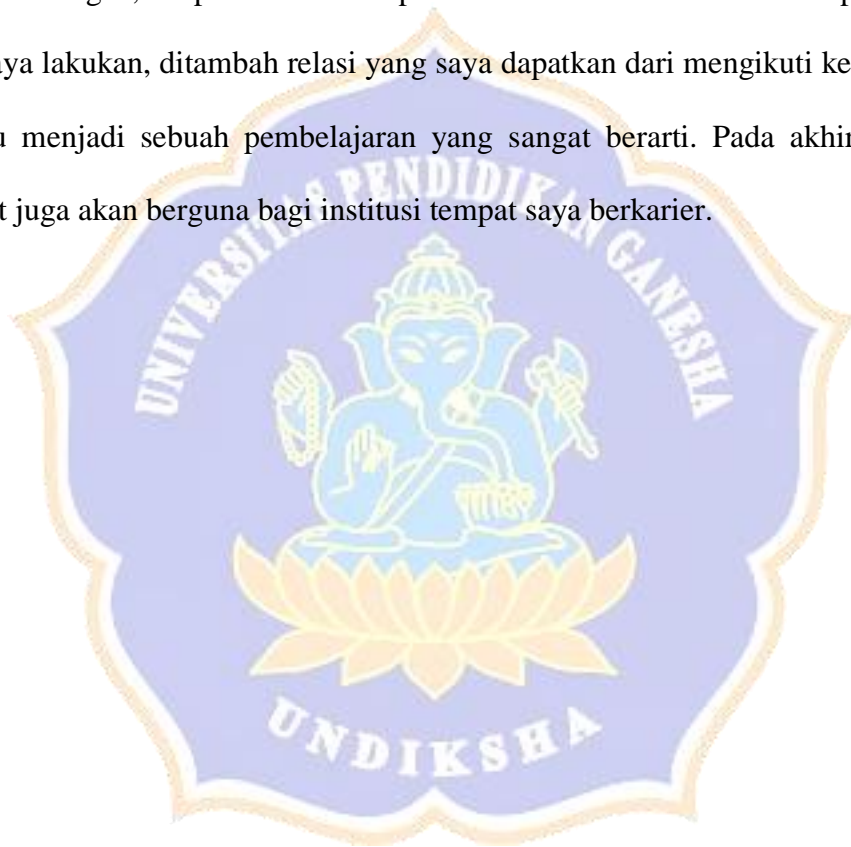 aya lakukan, ditambah relasi yang saya dapatkan dari mengikuti ke
u menjadi sebuah pembelajaran yang sangat berarti. Pada akhir
t juga akan berguna bagi institusi tempat saya berkarier.
UNIVERSITAS PENDIDIKAN GANESHA
UNDIKSHA